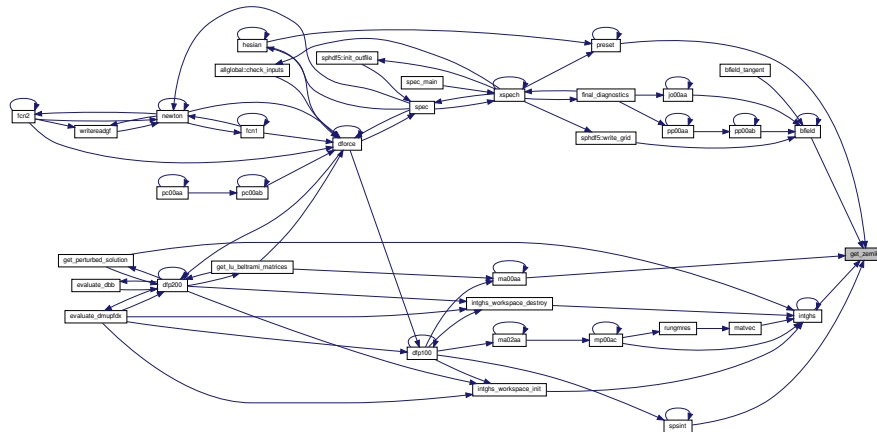 hesian
preset
sphdf5::init_outfile
allglobal::check_inputs
bfield_tangent
spec_main
xspech
final_diagnostics
jo00aa
spec
fcn2
newton
writereadgf
fcn1
sphdf5::write_grid
pp00aa
pp00ab
bfield
dforce
pc00aa
pc00ab
get_perturbed_solution
get_lu_beltrami_matrices
get_zerni
evaluate_dbb
dfp200
ma00aa
intghs_workspace_destroy
evaluate_dmupfdx
intghs
rungmres
matvec
ma02aa
mp00ac
dfp100
intghs_workspace_init
spsint